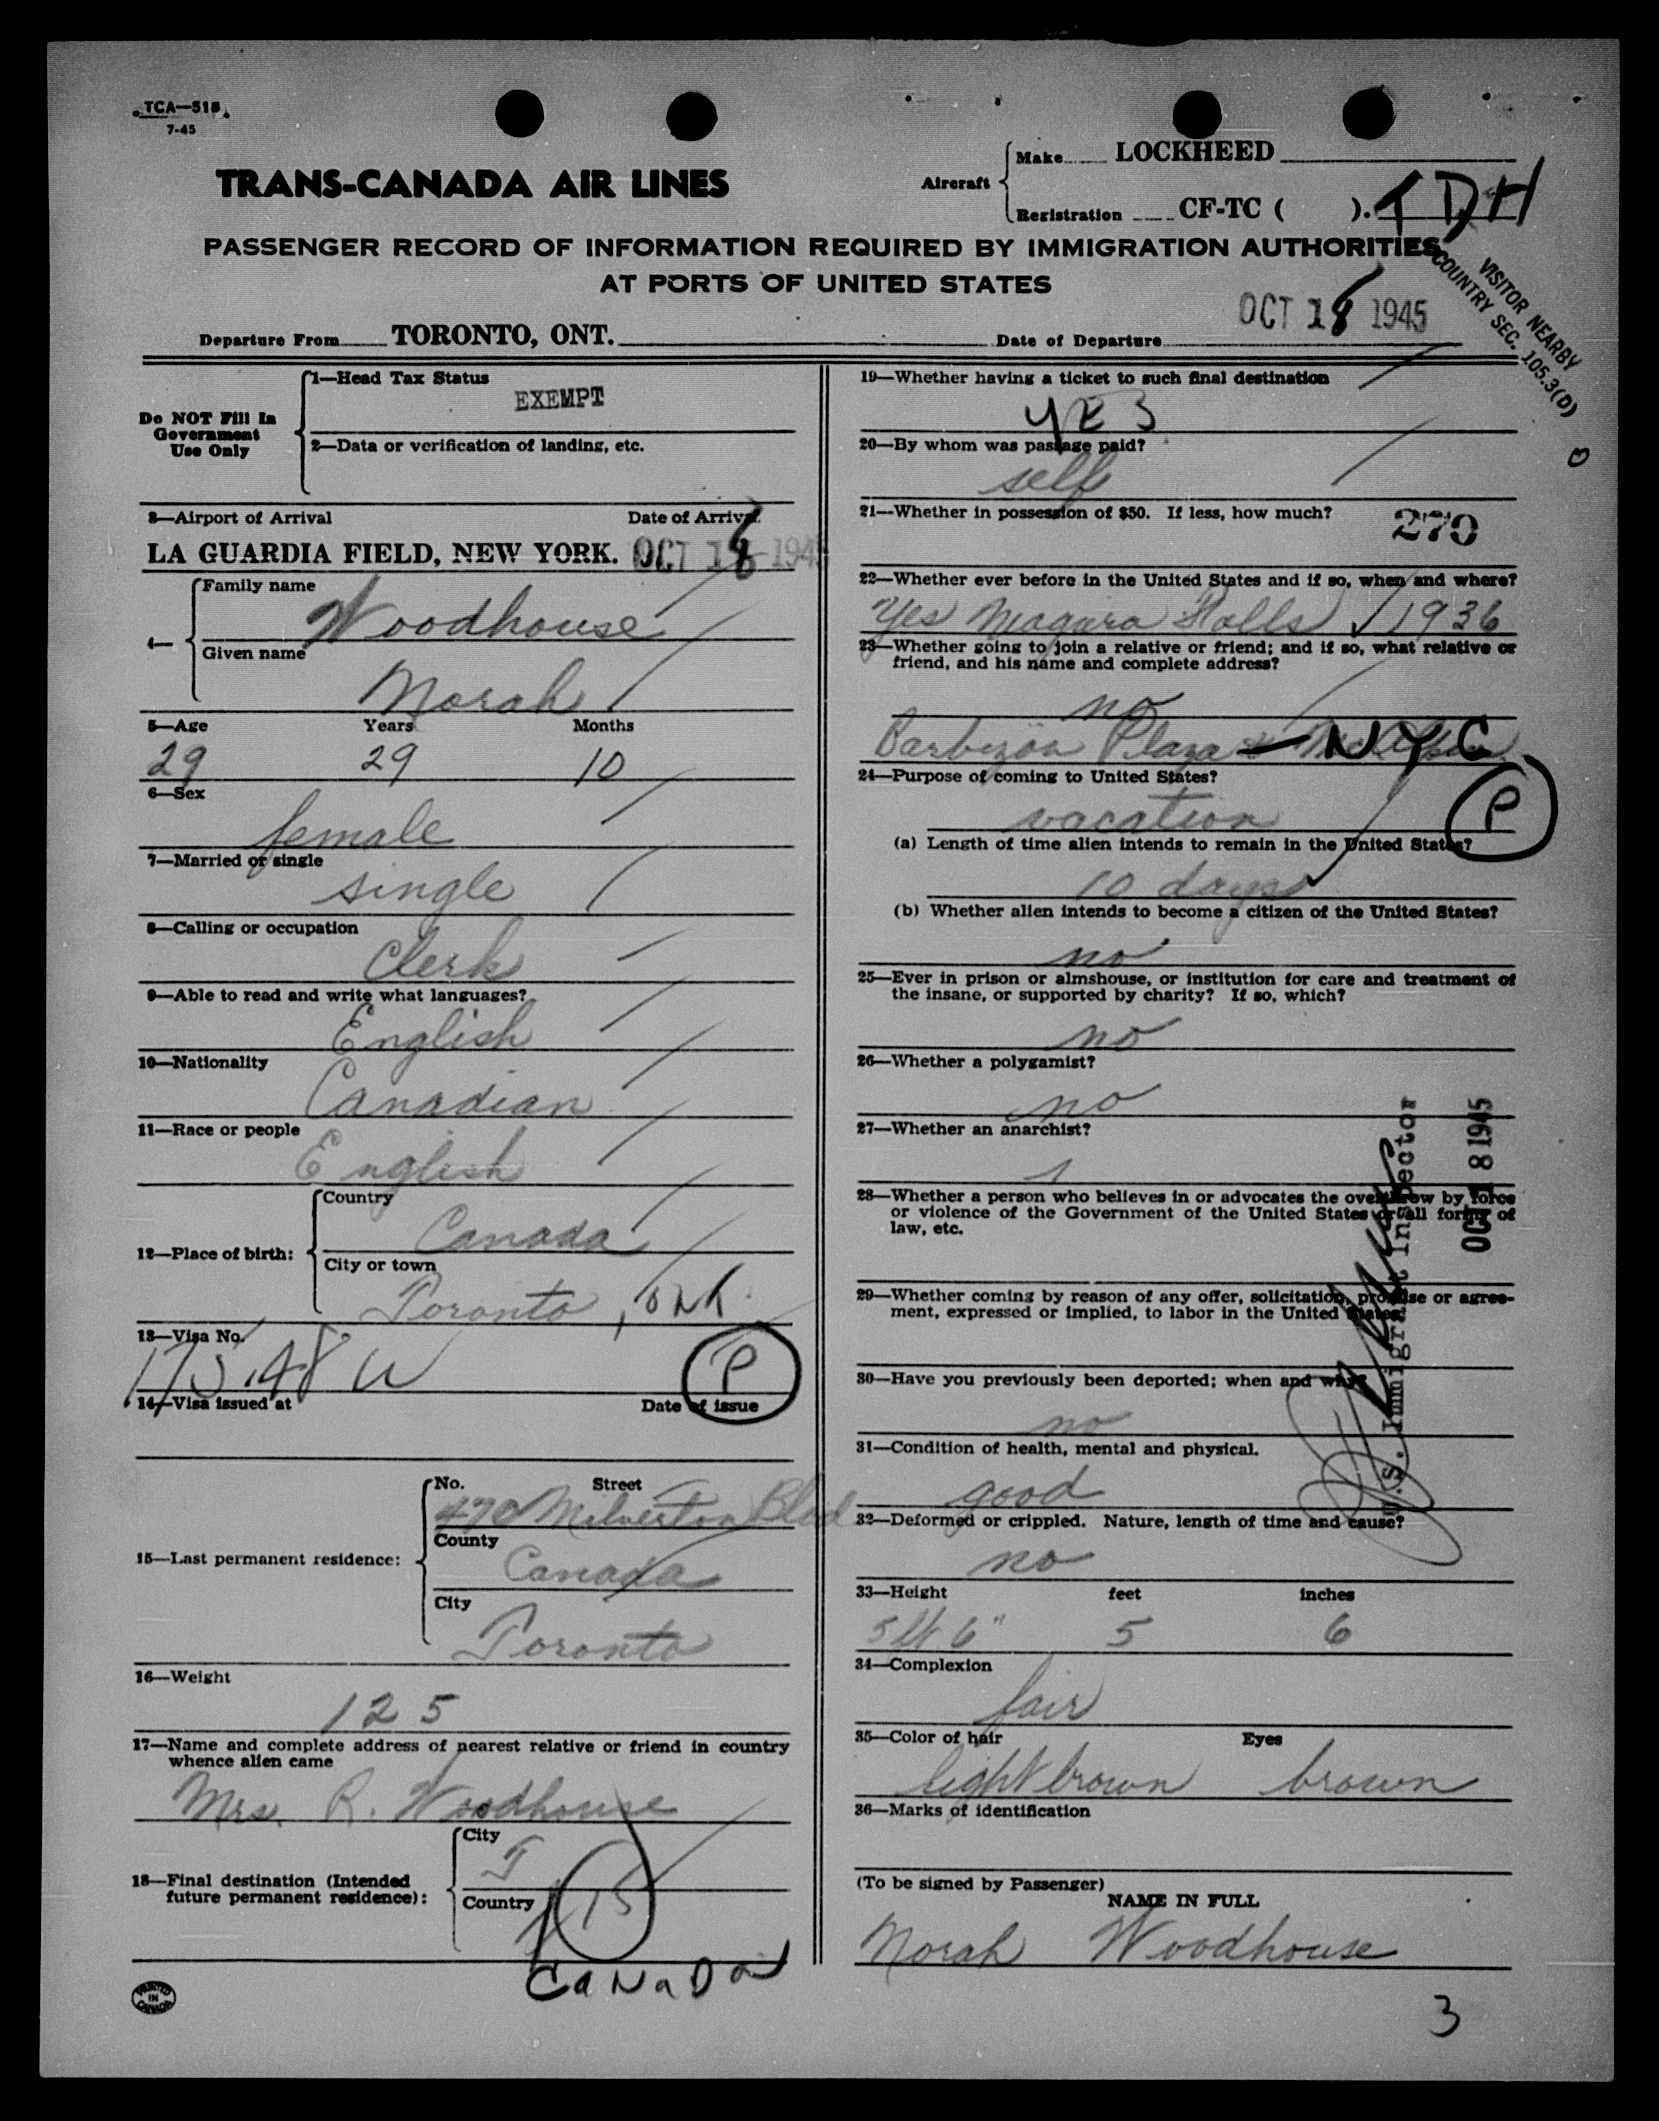 TCA—518
7-45
TRANS-CANADA AIR LINES
Aircraft
Make LOCKHEED
Registration CF-TC ( ). TDH
PASSENGER RECORD OF INFORMATION REQUIRED BY IMMIGRATION AUTHORITIES
AT PORTS OF UNITED STATES
VISITOR NEARBY
COUNTRY SEC. 105.3(D)
OCT 18 1945
Departure From TORONTO, ONT. Date of Departure
Do NOT Fill In
Government
Use Only
1—Head Tax Status
EXEMPT
2—Data or verification of landing, etc.
3—Airport of Arrival Date of Arrival
LA GUARDIA FIELD, NEW YORK. OCT 18 1945
4—
Family name
Woodhouse
Given name
Norah
5—Age Years Months
29 29 10
6—Sex
female
7—Married or single
single
8—Calling or occupation
Clerk
9—Able to read and write what languages?
English
10—Nationality
Canadian
11—Race or people
English
12—Place of birth:
Country
Canada
City or town
Toronto, Ont.
13—Visa No.
P
14—Visa issued at Date of issue
15—Last permanent residence:
No. Street
470 Milverton Blvd
County
Canada
City
Toronto
16—Weight
125
17—Name and complete address of nearest relative or friend in country
whence alien came
Mrs. R. Woodhouse
18—Final destination (Intended
future permanent residence):
City
T
Country
15
CANADA
PRINTED
IN
CANADA
19—Whether having a ticket to such final destination
YES
20—By whom was passage paid?
self
21—Whether in possession of $50. If less, how much?
270
22—Whether ever before in the United States and if so, when and where?
Yes Niagara Falls 1936
23—Whether going to join a relative or friend; and if so, what relative or
friend, and his name and complete address?
no
Barbizon Plaza — NYC
24—Purpose of coming to United States?
vacation
P
(a) Length of time alien intends to remain in the United States?
10 days
(b) Whether alien intends to become a citizen of the United States?
no
25—Ever in prison or almshouse, or institution for care and treatment of
the insane, or supported by charity? If so, which?
no
26—Whether a polygamist?
no
27—Whether an anarchist?
28—Whether a person who believes in or advocates the overthrow by force
or violence of the Government of the United States or all forms of
law, etc.
29—Whether coming by reason of any offer, solicitation, promise or agree-
ment, expressed or implied, to labor in the United States?
30—Have you previously been deported; when and why?
no
U.S. Immigrant Inspector
OCT 18 1945
31—Condition of health, mental and physical.
good
32—Deformed or crippled. Nature, length of time and cause?
no
33—Height feet inches
5 ft 6" 5 6
34—Complexion
fair
35—Color of hair Eyes
light brown brown
36—Marks of identification
(To be signed by Passenger)
NAME IN FULL
Norah Woodhouse
3